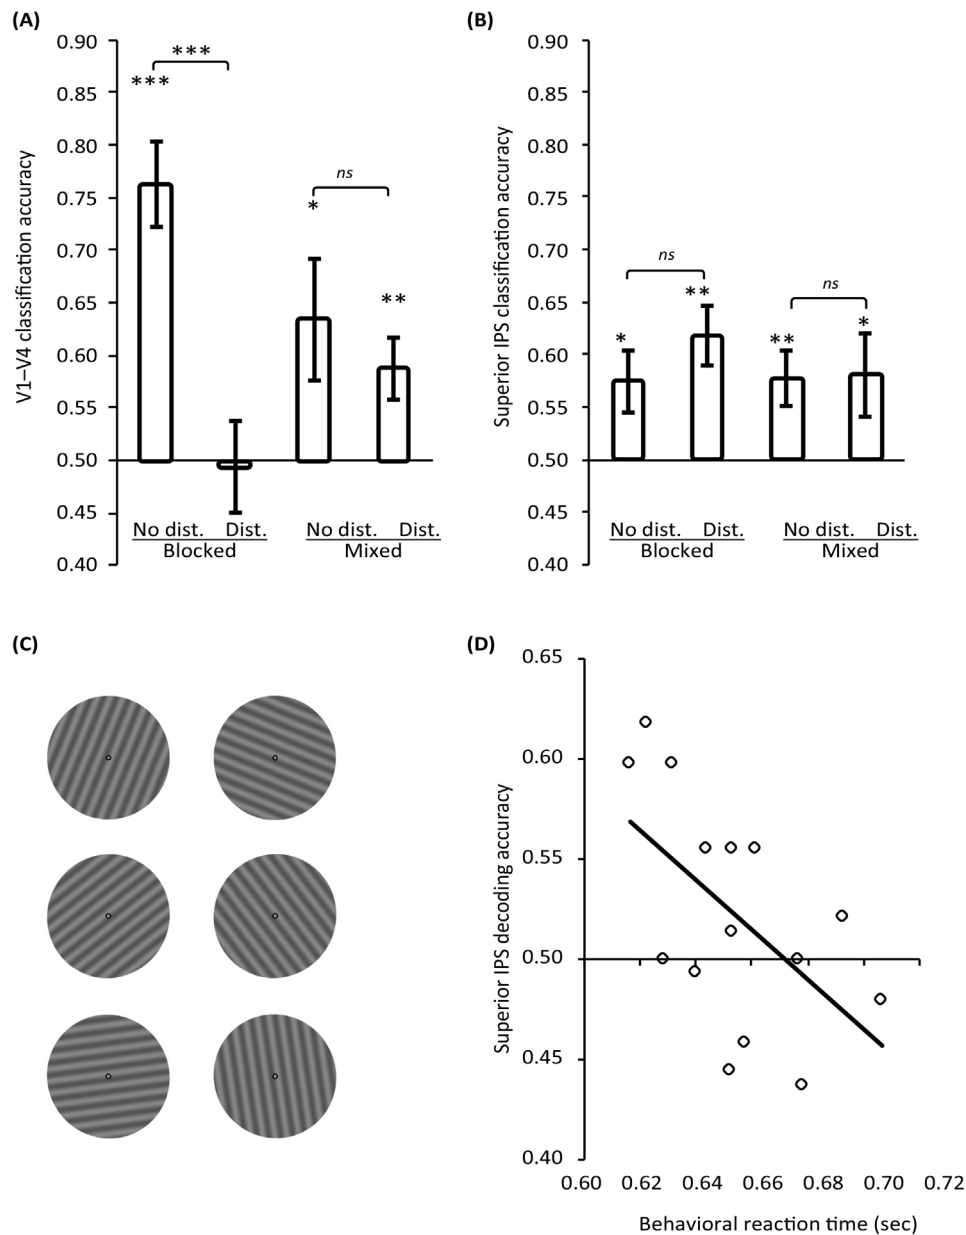 (A)
V1–V4 classification accuracy
0.90
0.85
0.80
0.75
0.70
0.65
0.60
0.55
0.50
0.45
0.40
***
***
*
ns
**
No dist. Dist. No dist. Dist.
Blocked Mixed
(B)
Superior IPS classification accuracy
0.90
0.85
0.80
0.75
0.70
0.65
0.60
0.55
0.50
0.45
0.40
ns
*
**
ns
**
*
No dist. Dist. No dist. Dist.
Blocked Mixed
(C)
(D)
Superior IPS decoding accuracy
0.65
0.60
0.55
0.50
0.45
0.40
0.60 0.62 0.64 0.66 0.68 0.70 0.72
Behavioral reaction time (sec)